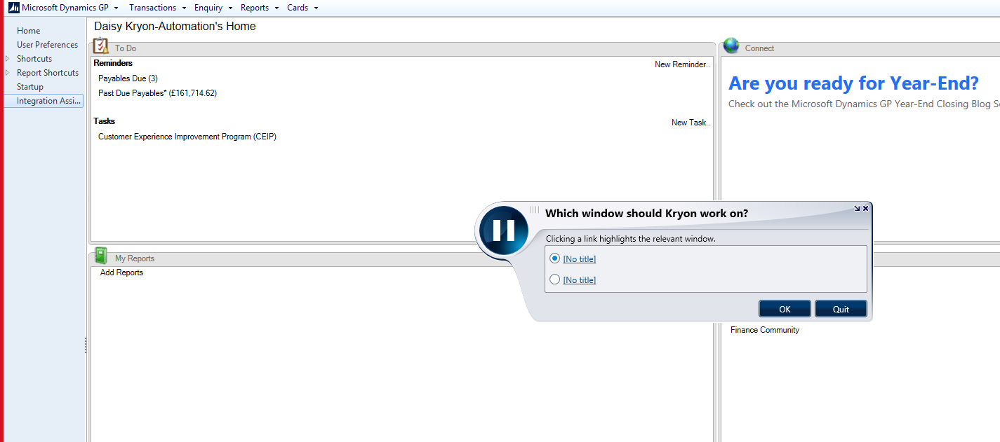 Microsoft Dynamics GP Transactions Enquiry Reports Cards
Home
User Preferences
Shortcuts
Report Shortcuts
Startup
Integration Assi...
Daisy Kryon-Automation's Home
To Do
Reminders
New Reminder..
Payables Due (3)
Past Due Payables* (£161,714.62)
Tasks
New Task..
Customer Experience Improvement Program (CEIP)
My Reports
Add Reports
Connect
Are you ready for Year-End?
Check out the Microsoft Dynamics GP Year-End Closing Blog S
Which window should Kryon work on?
Clicking a link highlights the relevant window.
[No title]
[No title]
OK Quit
Finance Community